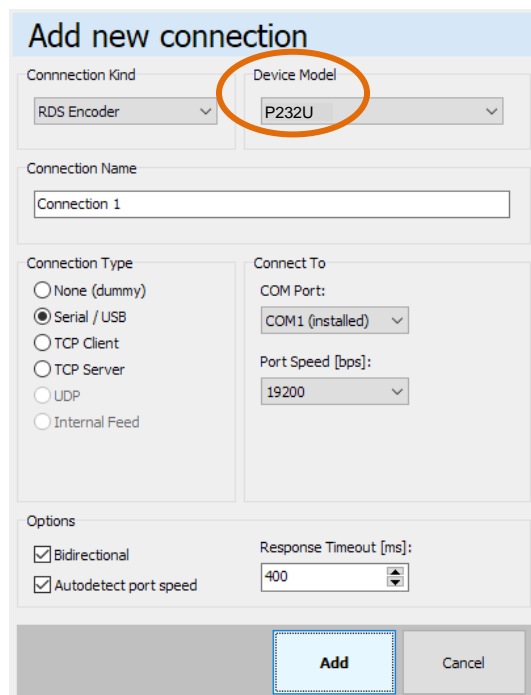 Add new connection
Connnection Kind
RDS Encoder
Device Model
P232U
Connection Name
Connection 1
Connection Type
None (dummy)
Serial / USB
TCP Client
TCP Server
UDP
Internal Feed
Connect To
COM Port:
COM1 (installed)
Port Speed [bps]:
19200
Options
Bidirectional
Autodetect port speed
Response Timeout [ms]:
400
Add
Cancel